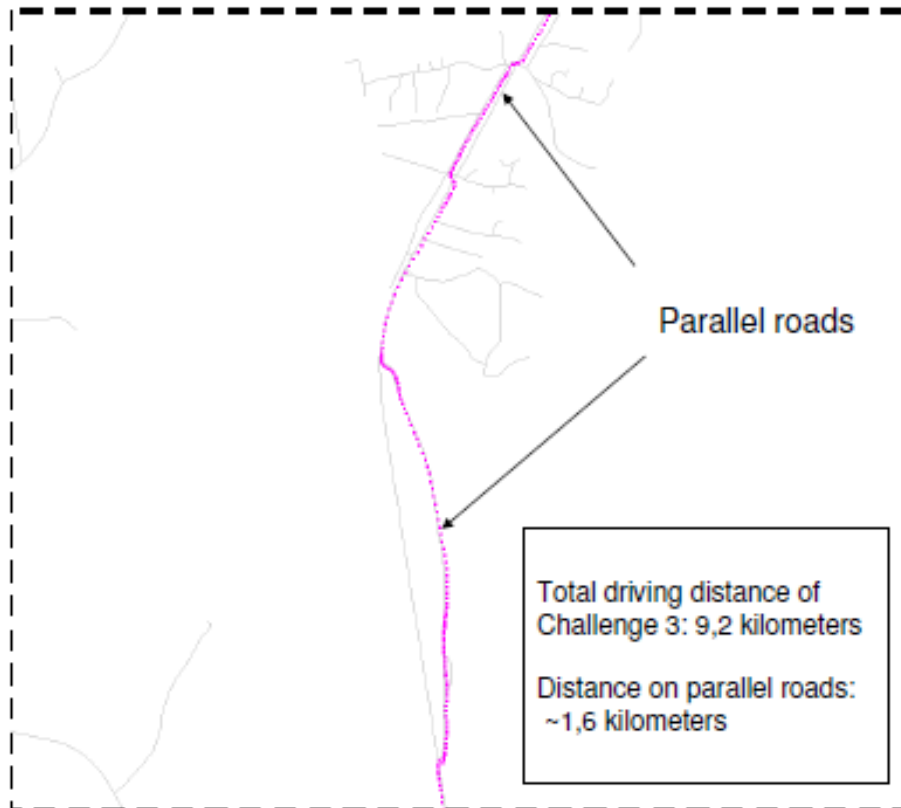 Parallel roads
Total driving distance of
Challenge 3: 9,2 kilometers
Distance on parallel roads:
~1,6 kilometers